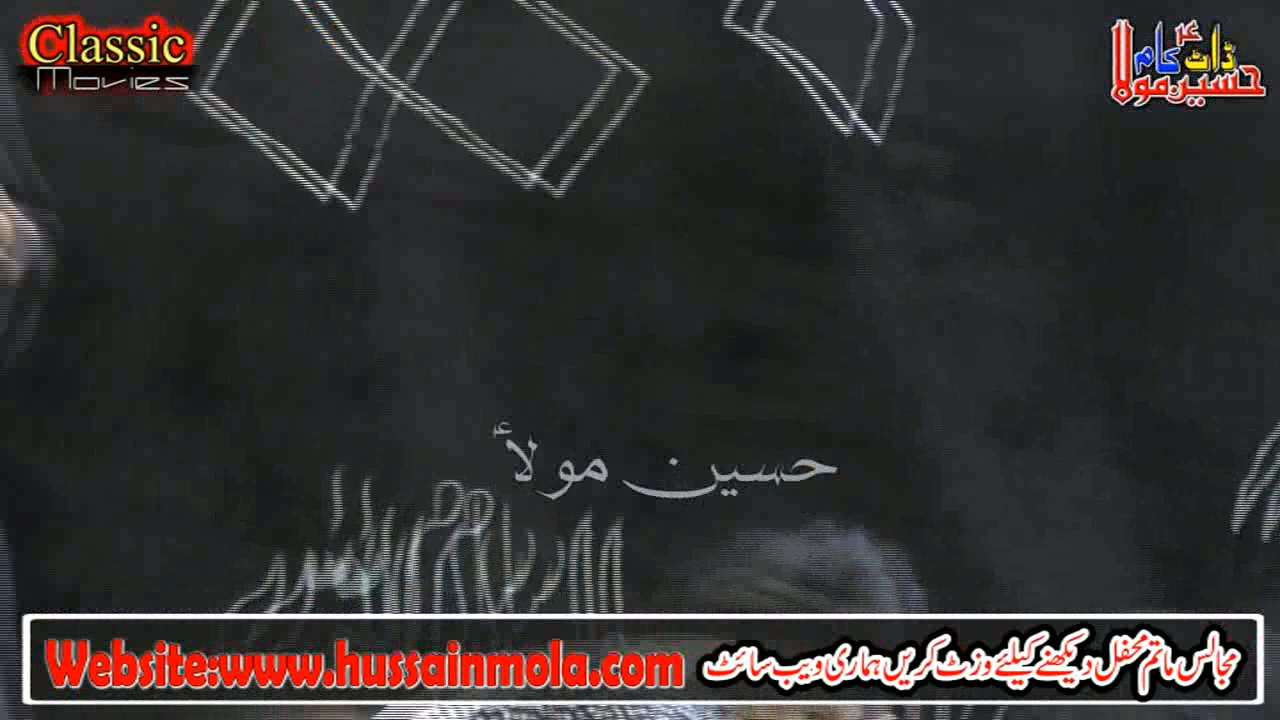 Classic
Movies
حسین مولاؑ ڈاٹ کام
حسین مولاؑ
Website:www.hussainmola.com
مجالس ماتم محفل دیکھنے کیلئے وزٹ کریں ہماری ویب سائٹ